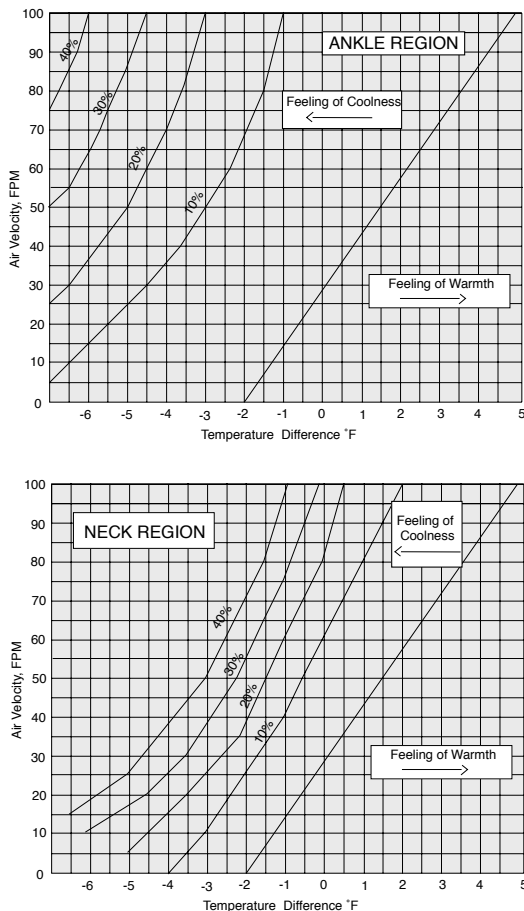 100
90
80
70
60
50
40
30
20
10
0
Air Velocity, FPM
40%
30%
20%
10%
ANKLE REGION
Feeling of Coolness
Feeling of Warmth
-6 -5 -4 -3 -2 -1 0 1 2 3 4 5
Temperature Difference ˚F
100
90
80
70
60
50
40
30
20
10
0
Air Velocity, FPM
NECK REGION
40%
30%
20%
10%
Feeling of
Coolness
Feeling of Warmth
-6 -5 -4 -3 -2 -1 0 1 2 3 4 5
Temperature Difference ˚F